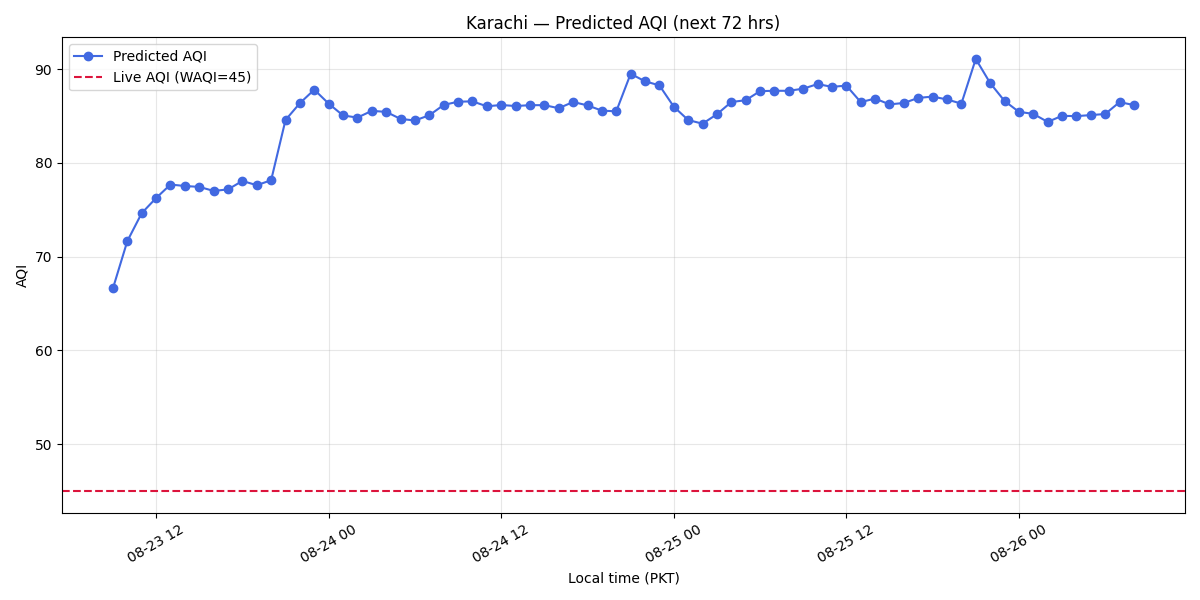 Karachi — Predicted AQI (next 72 hrs)
Predicted AQI
Live AQI (WAQI=45)
90
80
70
60
50
AQI
08-23 12
08-24 00
08-24 12
08-25 00
08-25 12
08-26 00
Local time (PKT)